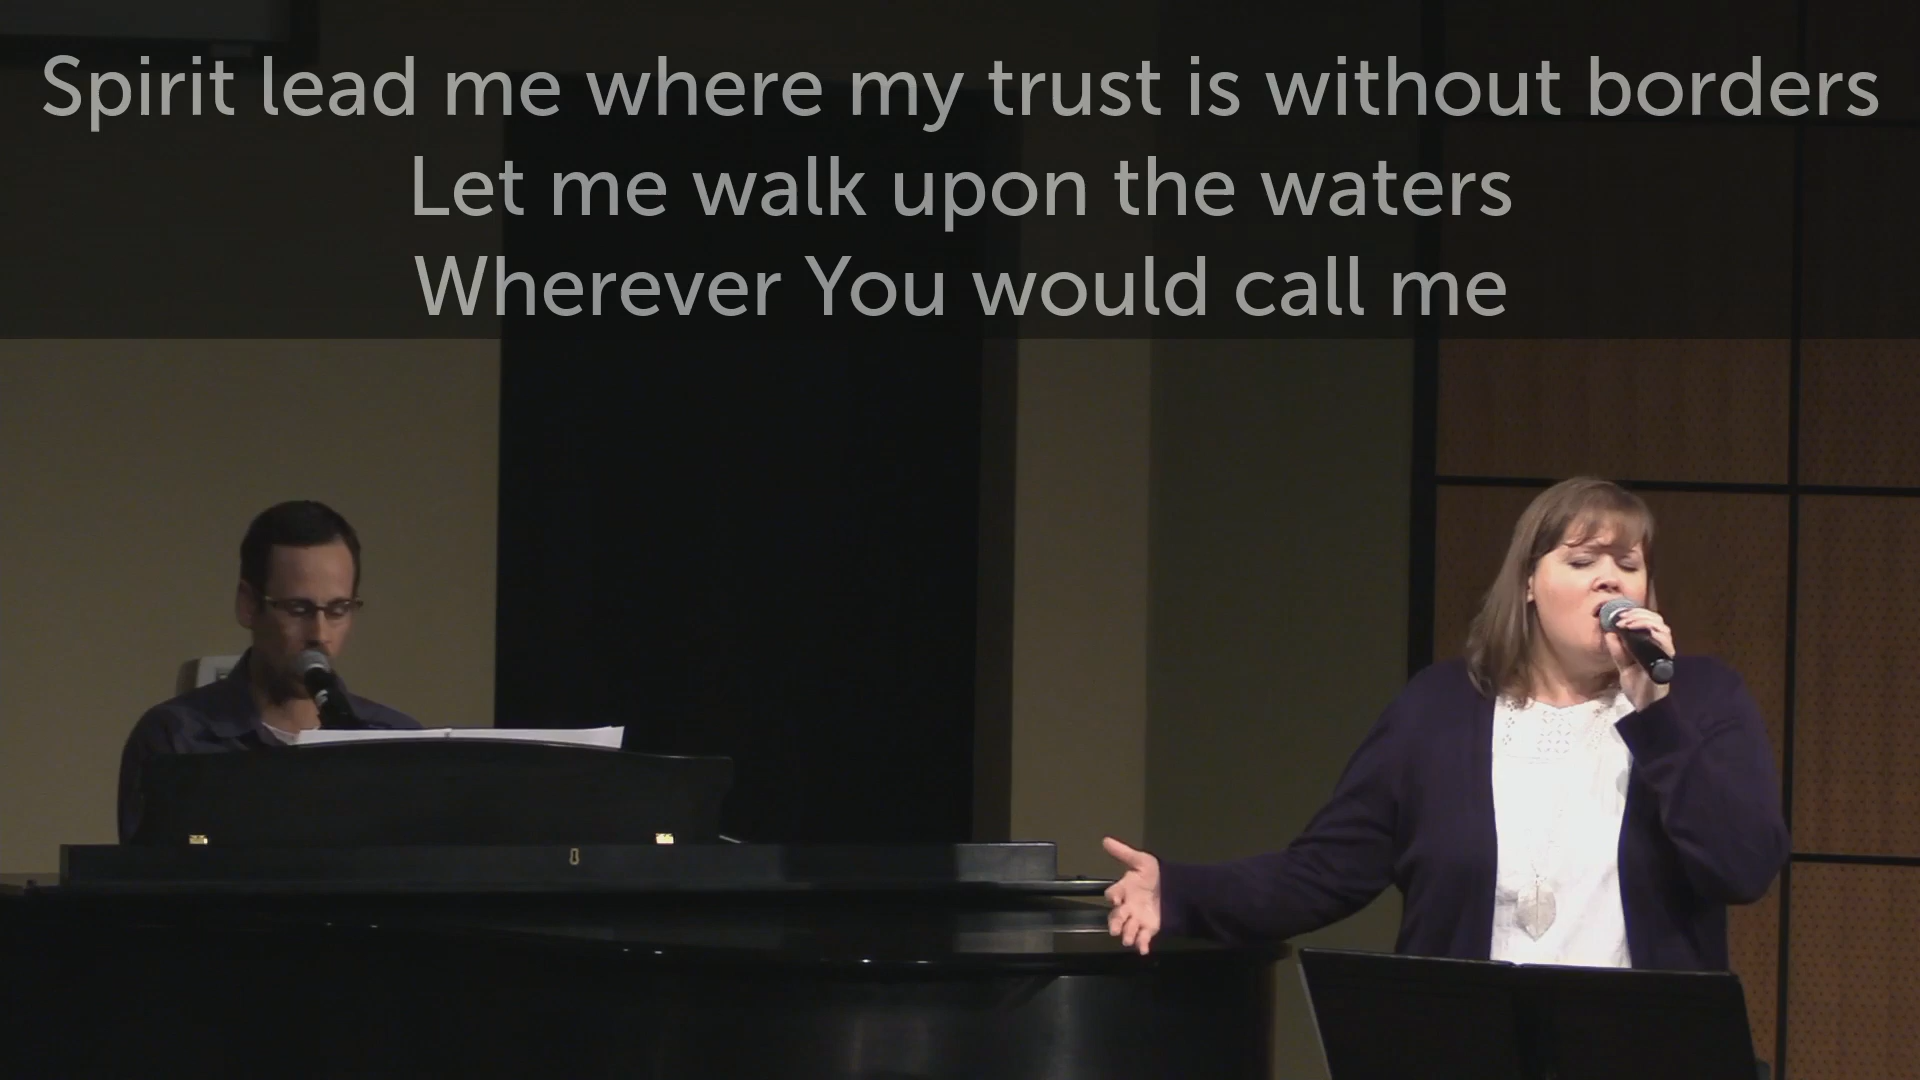 Spirit lead me where my trust is without borders
Let me walk upon the waters
Wherever You would call me